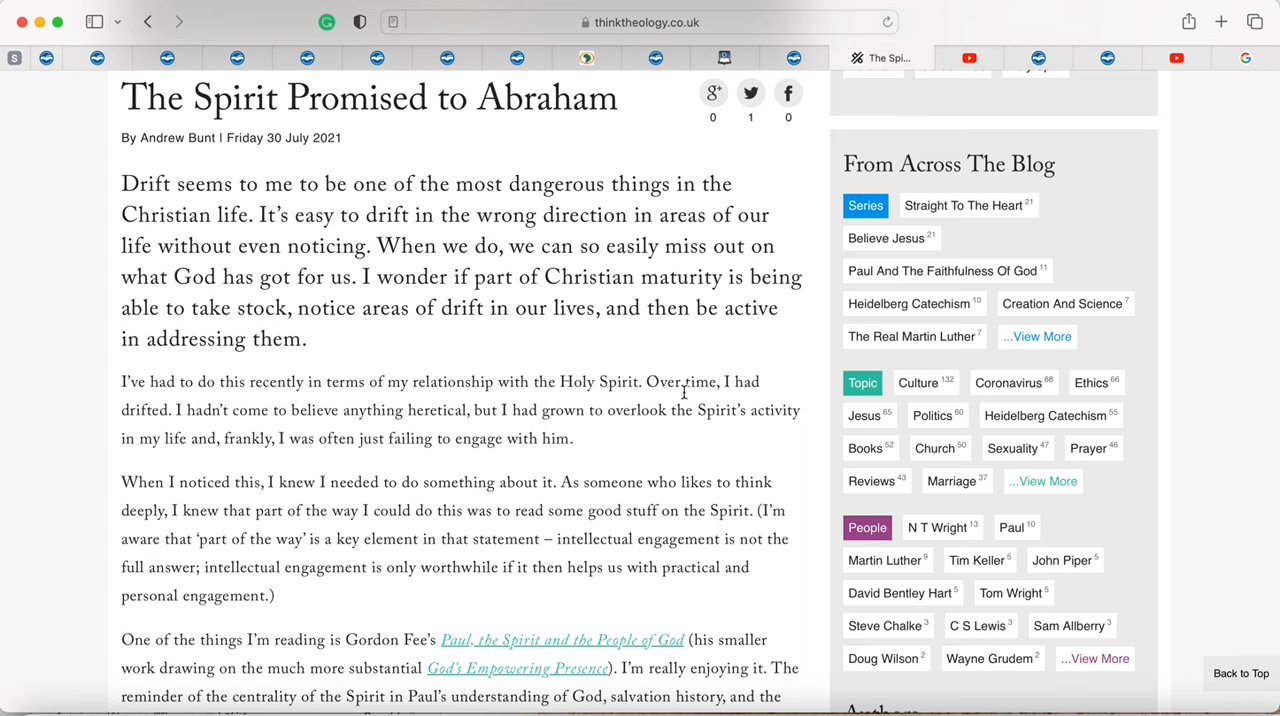 thinktheology.co.uk
S
The Spi...
G
The Spirit Promised to Abraham
g+
f
0
1
0
By Andrew Bunt | Friday 30 July 2021
Drift seems to me to be one of the most dangerous things in the
Christian life. It’s easy to drift in the wrong direction in areas of our
life without even noticing. When we do, we can so easily miss out on
what God has got for us. I wonder if part of Christian maturity is being
able to take stock, notice areas of drift in our lives, and then be active
in addressing them.
I’ve had to do this recently in terms of my relationship with the Holy Spirit. Over time, I had
drifted. I hadn’t come to believe anything heretical, but I had grown to overlook the Spirit’s activity
in my life and, frankly, I was often just failing to engage with him.
When I noticed this, I knew I needed to do something about it. As someone who likes to think
deeply, I knew that part of the way I could do this was to read some good stuff on the Spirit. (I’m
aware that ‘part of the way’ is a key element in that statement – intellectual engagement is not the
full answer; intellectual engagement is only worthwhile if it then helps us with practical and
personal engagement.)
One of the things I’m reading is Gordon Fee’s Paul, the Spirit and the People of God (his smaller
work drawing on the much more substantial God’s Empowering Presence). I’m really enjoying it. The
reminder of the centrality of the Spirit in Paul’s understanding of God, salvation history, and the
From Across The Blog
Series Straight To The Heart 21
Believe Jesus 21
Paul And The Faithfulness Of God 11
Heidelberg Catechism 10 Creation And Science 7
The Real Martin Luther 7 ...View More
Topic Culture 132 Coronavirus 68 Ethics 66
Jesus 65 Politics 60 Heidelberg Catechism 55
Books 52 Church 50 Sexuality 47 Prayer 46
Reviews 43 Marriage 37 ...View More
People N T Wright 13 Paul 10
Martin Luther 9 Tim Keller 5 John Piper 5
David Bentley Hart 5 Tom Wright 5
Steve Chalke 3 C S Lewis 3 Sam Allberry 3
Doug Wilson 2 Wayne Grudem 2 ...View More
Back to Top